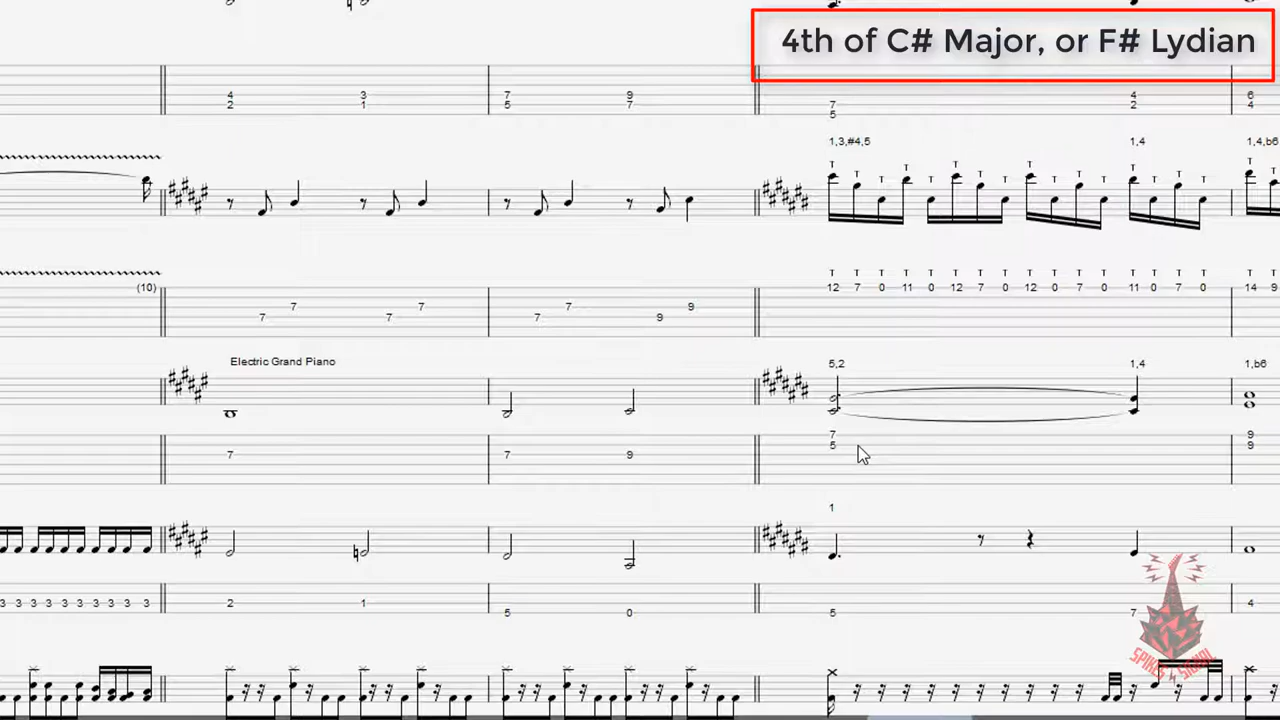 4th of C# Major, or F# Lydian
4 3 7 9 4 6
2 1 5 7 7 2 4
5
1,3,#4,5 1,4 1,4,b6
T T T T T T T T T T T T T T T T T T
T T T T T T T T T T T T T T T T T T
(10) 12 7 0 11 0 12 7 0 12 0 7 0 11 0 7 0 14 9
7 7 7 9
7 7 7 9
Electric Grand Piano 5,2 1,4 1,b6
7 9
5 9
7 7 9
1
3 3 3 3 3 3 3 3 3 2 1 4
5 0 5 7
SPIKES SIGNAL